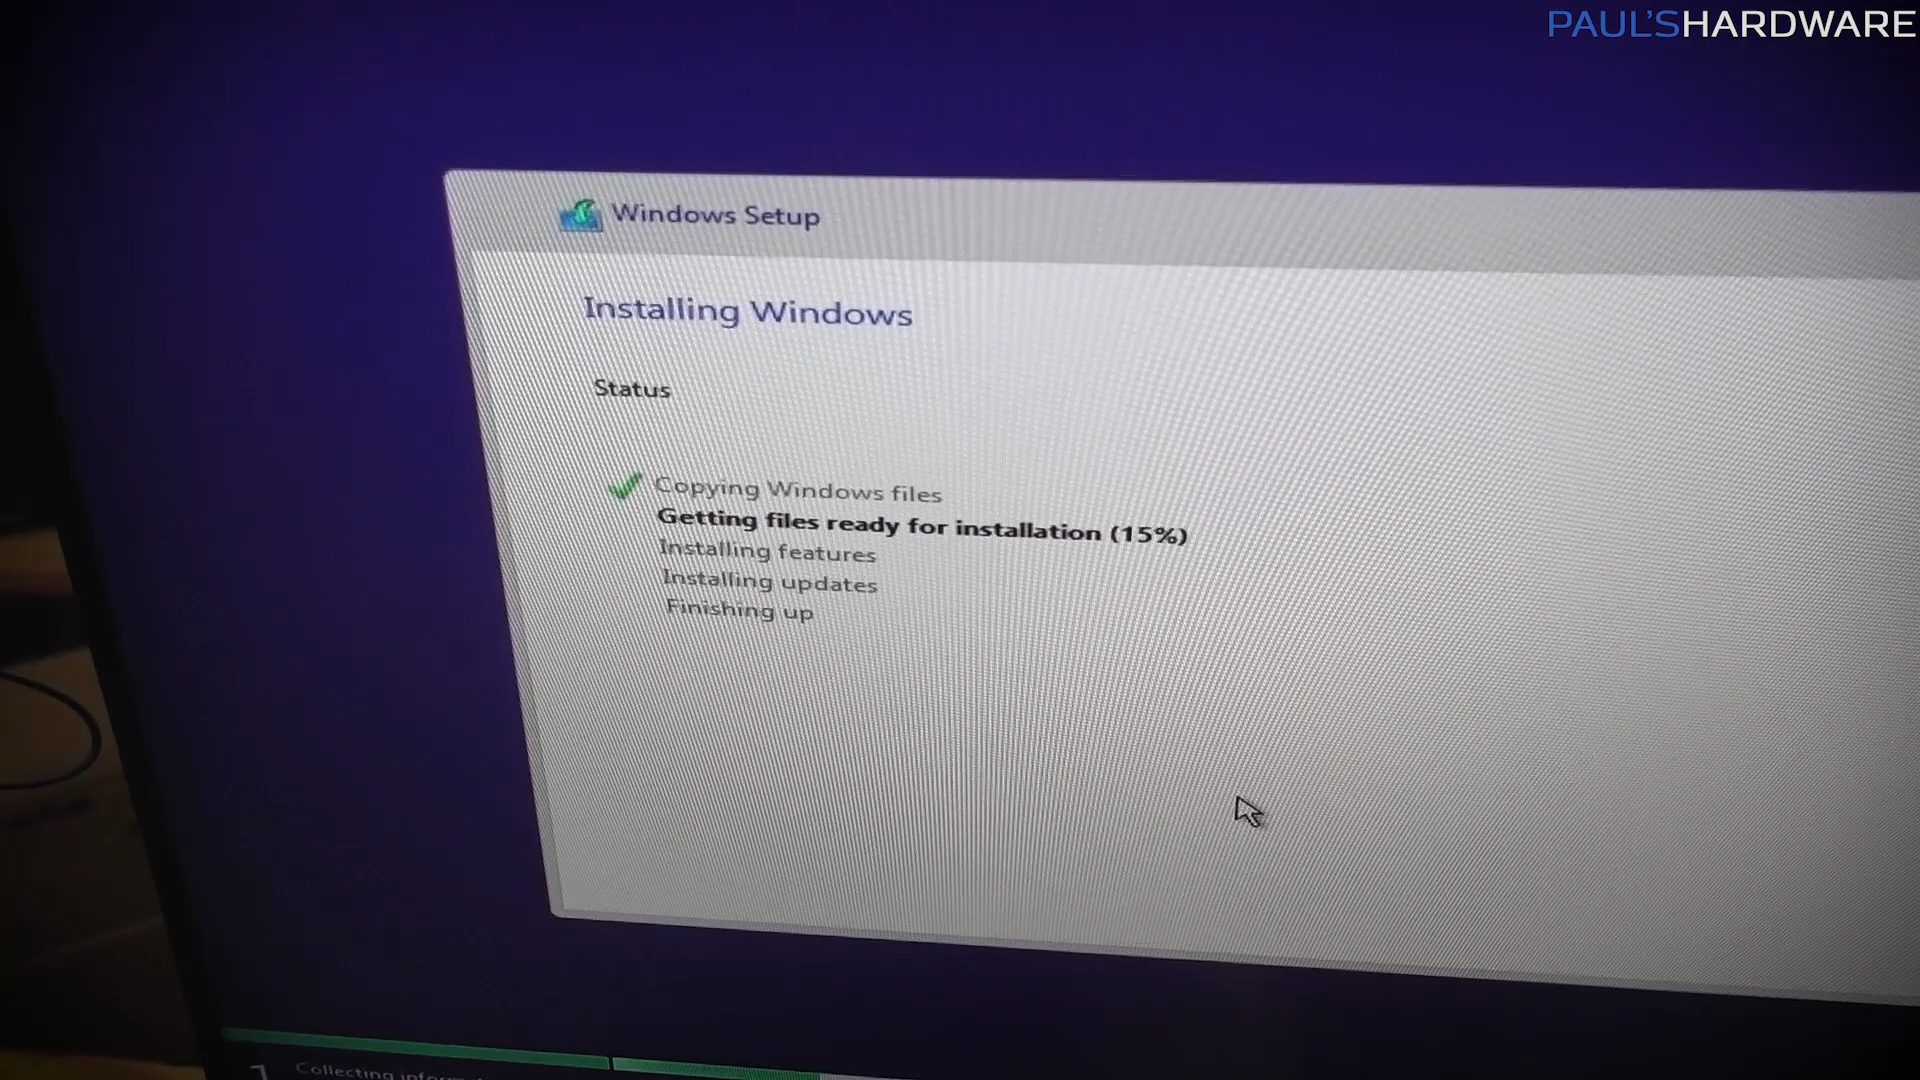 PAUL'SHARDWARE
Windows Setup
Installing Windows
Status
Copying Windows files
Getting files ready for installation (15%)
Installing features
Installing updates
Finishing up
1 Collecting